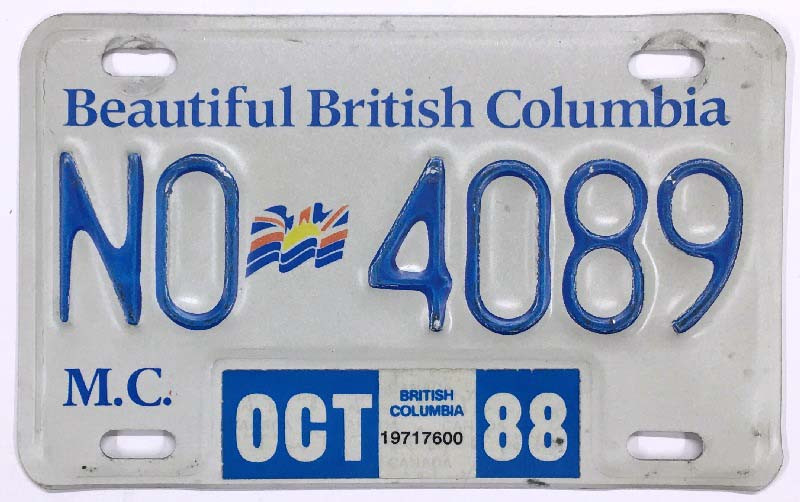 Beautiful British Columbia
NO 4089
M.C.
OCT BRITISH COLUMBIA 19717600 88